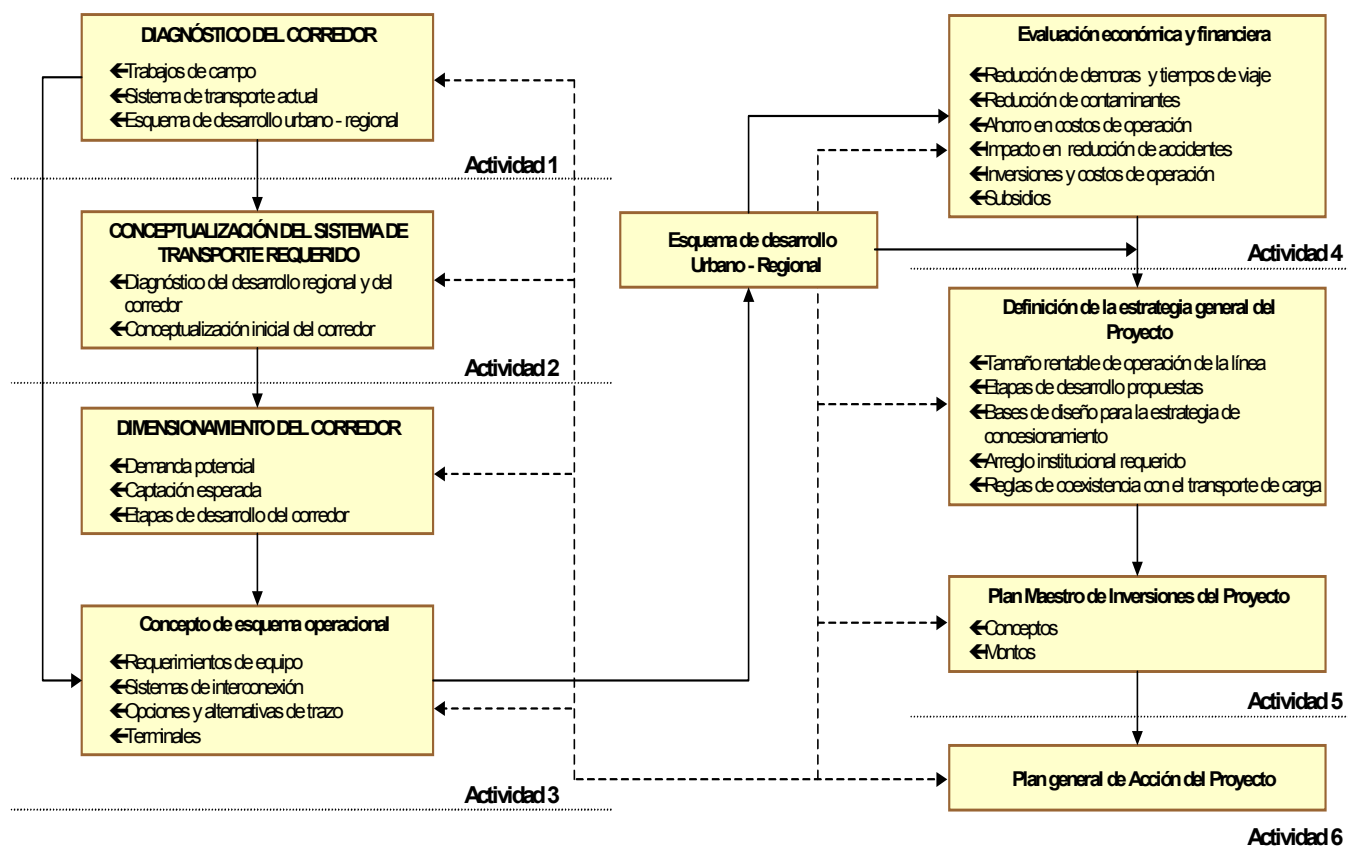 DIAGNÓSTICO DEL CORREDOR
←Trabajos de campo
←Sistema de transporte actual
←Esquema de desarrollo urbano - regional
Actividad 1
CONCEPTUALIZACIÓN DEL SISTEMA DE
TRANSPORTE REQUERIDO
←Diagnóstico del desarrollo regional y del
corredor
←Conceptualización inicial del corredor
Actividad 2
DIMENSIONAMIENTO DEL CORREDOR
←Demanda potencial
←Captación esperada
←Etapas de desarrollo del corredor
Concepto de esquema operacional
←Requerimientos de equipo
←Sistemas de interconexión
←Opciones y alternativas de trazo
←Terminales
Actividad 3
Esquema de desarrollo
Urbano - Regional
Evaluación económica y financiera
←Reducción de demoras y tiempos de viaje
←Reducción de contaminantes
←Ahorro en costos de operación
←Impacto en reducción de accidentes
←Inversiones y costos de operación
←Subsidios
Actividad 4
Definición de la estrategia general del
Proyecto
←Tamaño rentable de operación de la línea
←Etapas de desarrollo propuestas
←Bases de diseño para la estrategia de
concesionamiento
←Arreglo institucional requerido
←Reglas de coexistencia con el transporte de carga
Plan Maestro de Inversiones del Proyecto
←Conceptos
←Montos
Actividad 5
Plan general de Acción del Proyecto
Actividad 6